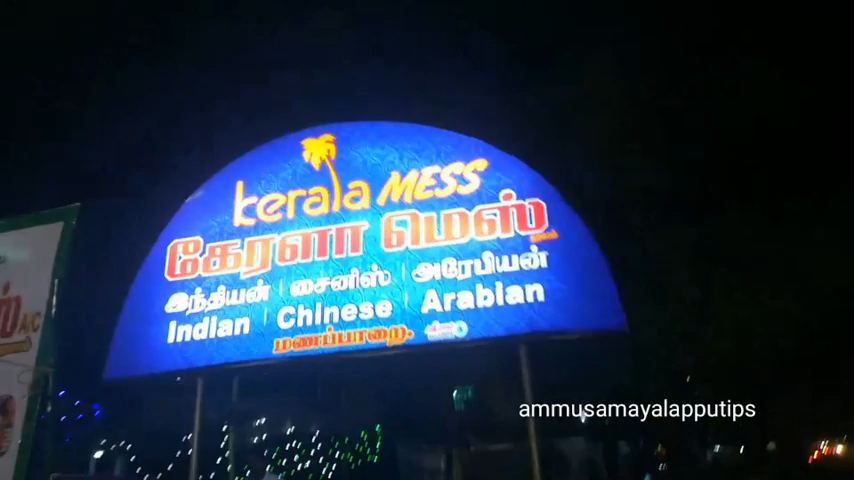 kerala MESS
கேரளா மெஸ்
இந்தியன் | சைனிஸ் | அரேபியன்
Indian | Chinese | Arabian
மணப்பாறை.
ஸ் A/C
ammusamayalapputips